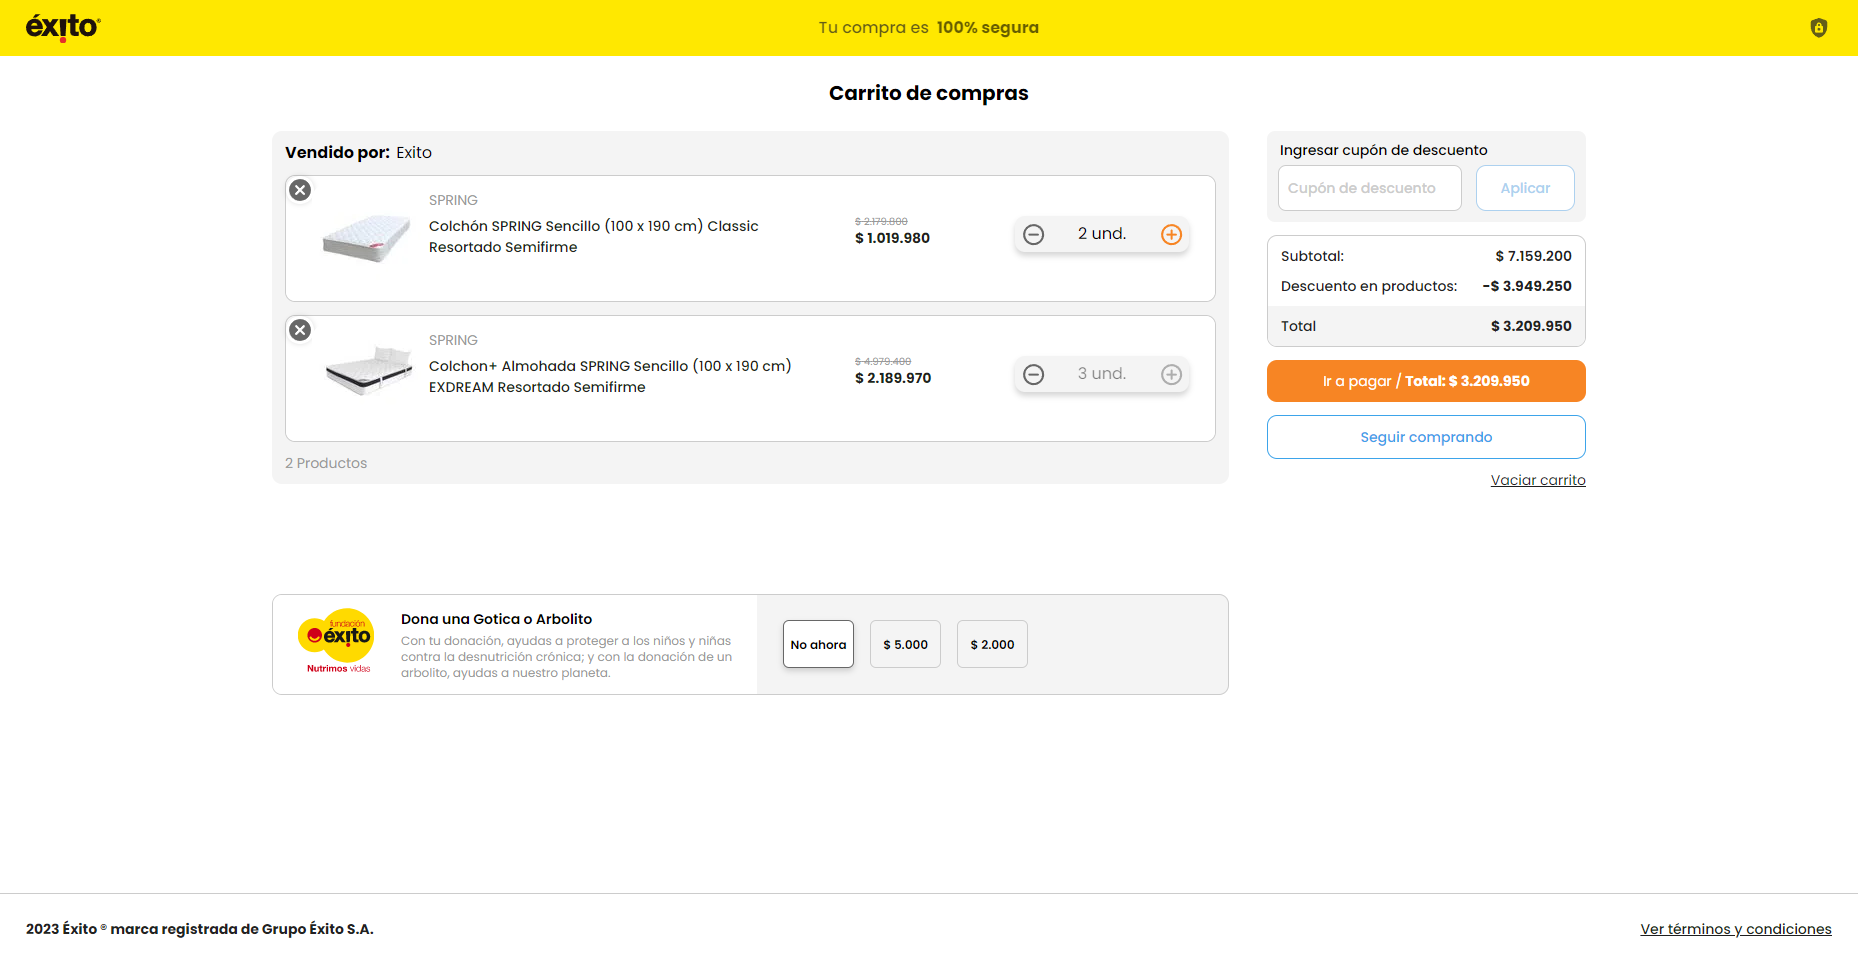 éxito®
Tu compra es 100% segura
Carrito de compras
Vendido por: Exito
SPRING
Colchón SPRING Sencillo (100 x 190 cm) Classic
Resortado Semifirme
$ 2.179.800
$ 1.019.980
2 und.
SPRING
Colchon+ Almohada SPRING Sencillo (100 x 190 cm)
EXDREAM Resortado Semifirme
$ 4.979.400
$ 2.189.970
3 und.
2 Productos
Ingresar cupón de descuento
Cupón de descuento
Aplicar
Subtotal: $ 7.159.200
Descuento en productos: -$ 3.949.250
Total $ 3.209.950
Ir a pagar / Total: $ 3.209.950
Seguir comprando
Vaciar carrito
fundación
éxito
Nutrimos vidas
Dona una Gotica o Arbolito
Con tu donación, ayudas a proteger a los niños y niñas
contra la desnutrición crónica; y con la donación de un
arbolito, ayudas a nuestro planeta.
No ahora
$ 5.000
$ 2.000
2023 Éxito ® marca registrada de Grupo Éxito S.A.
Ver términos y condiciones